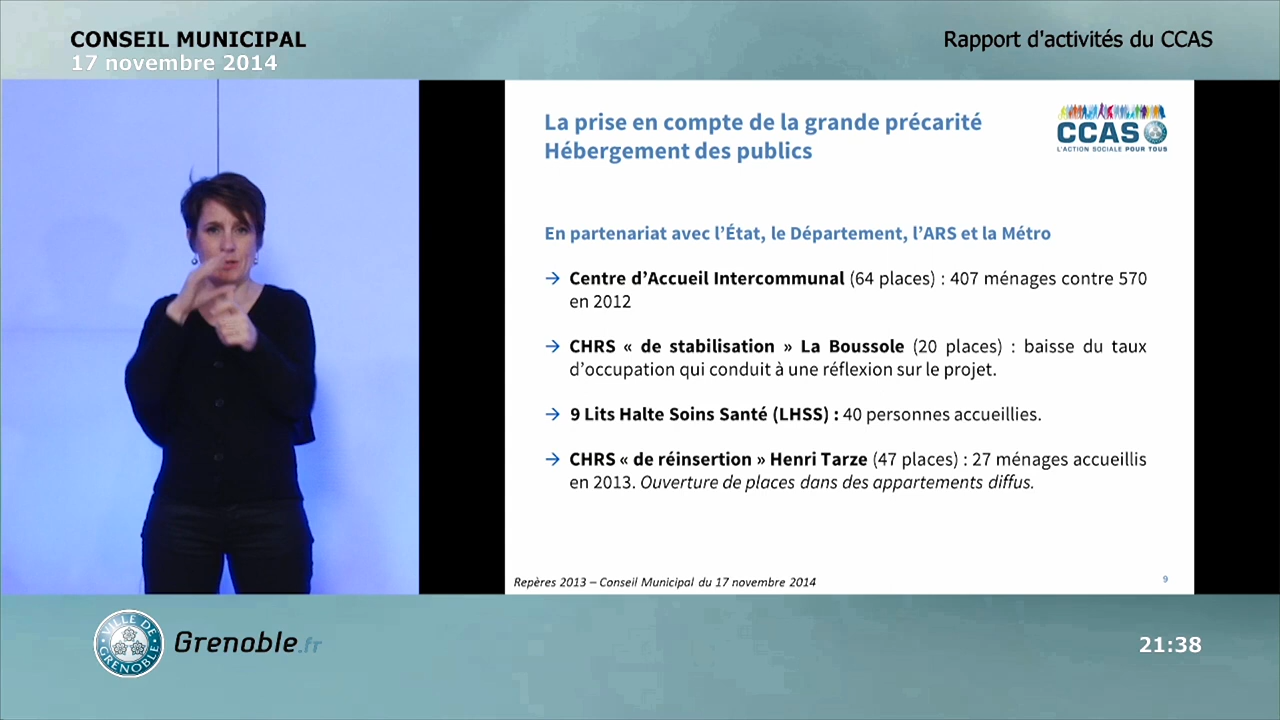 CONSEIL MUNICIPAL
17 novembre 2014
Rapport d'activités du CCAS
La prise en compte de la grande précarité
Hébergement des publics
CCAS
L'ACTION SOCIALE POUR TOUS
En partenariat avec l'État, le Département, l'ARS et la Métro
→ Centre d'Accueil Intercommunal (64 places) : 407 ménages contre 570
en 2012
→ CHRS « de stabilisation » La Boussole (20 places) : baisse du taux
d'occupation qui conduit à une réflexion sur le projet.
→ 9 Lits Halte Soins Santé (LHSS) : 40 personnes accueillies.
→ CHRS « de réinsertion » Henri Tarze (47 places) : 27 ménages accueillis
en 2013. Ouverture de places dans des appartements diffus.
Repères 2013 – Conseil Municipal du 17 novembre 2014
9
VILLE DE GRENOBLE
Grenoble.fr
21:38